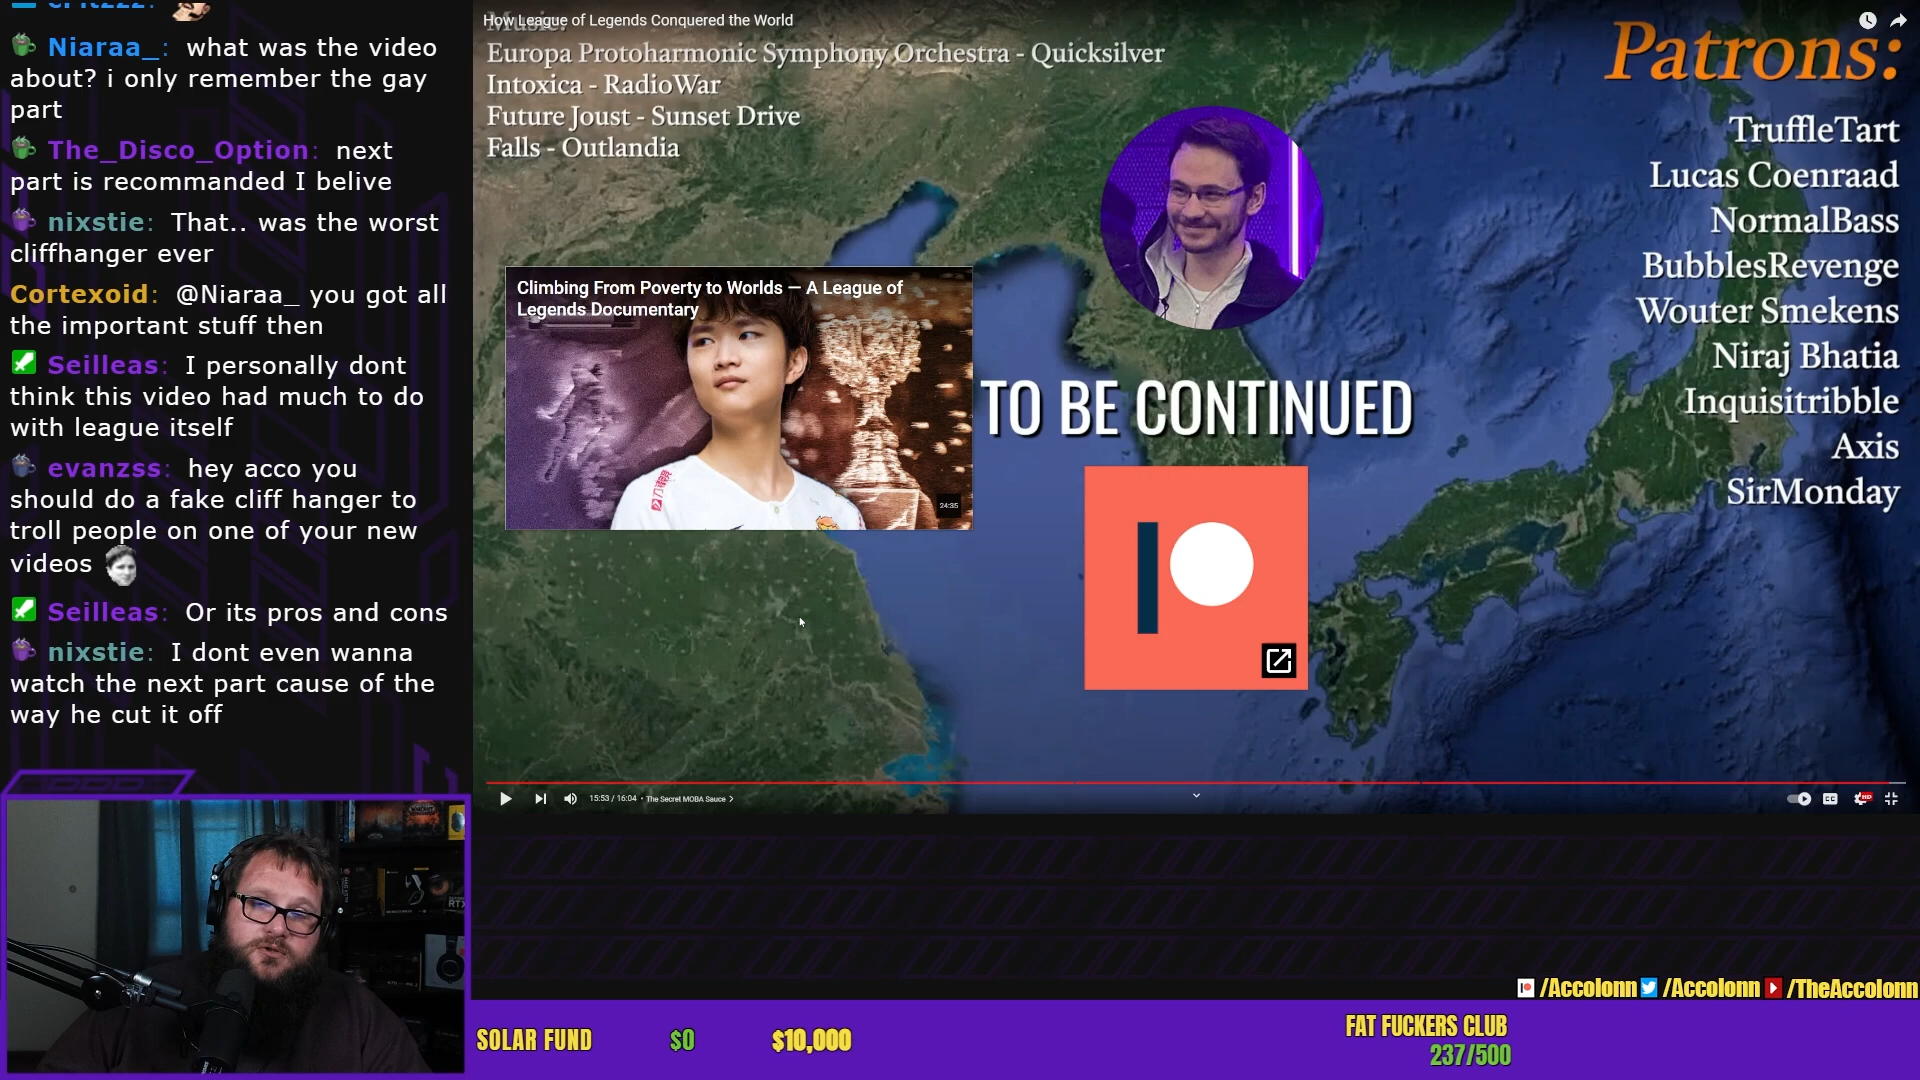 Niaraa_: what was the video
about? i only remember the gay
part
The_Disco_Option: next
part is recommanded I belive
nixstie: That.. was the worst
cliffhanger ever
Cortexoid: @Niaraa_ you got all
the important stuff then
Seilleas: I personally dont
think this video had much to do
with league itself
evanzss: hey acco you
should do a fake cliff hanger to
troll people on one of your new
videos
Seilleas: Or its pros and cons
nixstie: I dont even wanna
watch the next part cause of the
way he cut it off
How League of Legends Conquered the World
Music:
Europa Protoharmonic Symphony Orchestra - Quicksilver
Intoxica - RadioWar
Future Joust - Sunset Drive
Falls - Outlandia
Patrons:
TruffleTart
Lucas Coenraad
NormalBass
BubblesRevenge
Wouter Smekens
Niraj Bhatia
Inquisitribble
Axis
SirMonday
Climbing From Poverty to Worlds — A League of
Legends Documentary
24:35
TO BE CONTINUED
15:53 / 16:04 • The Secret MOBA Sauce >
CC
HD
/Accolonn /Accolonn /TheAccolonn
SOLAR FUND $0 $10,000
FAT FUCKERS CLUB
237/500